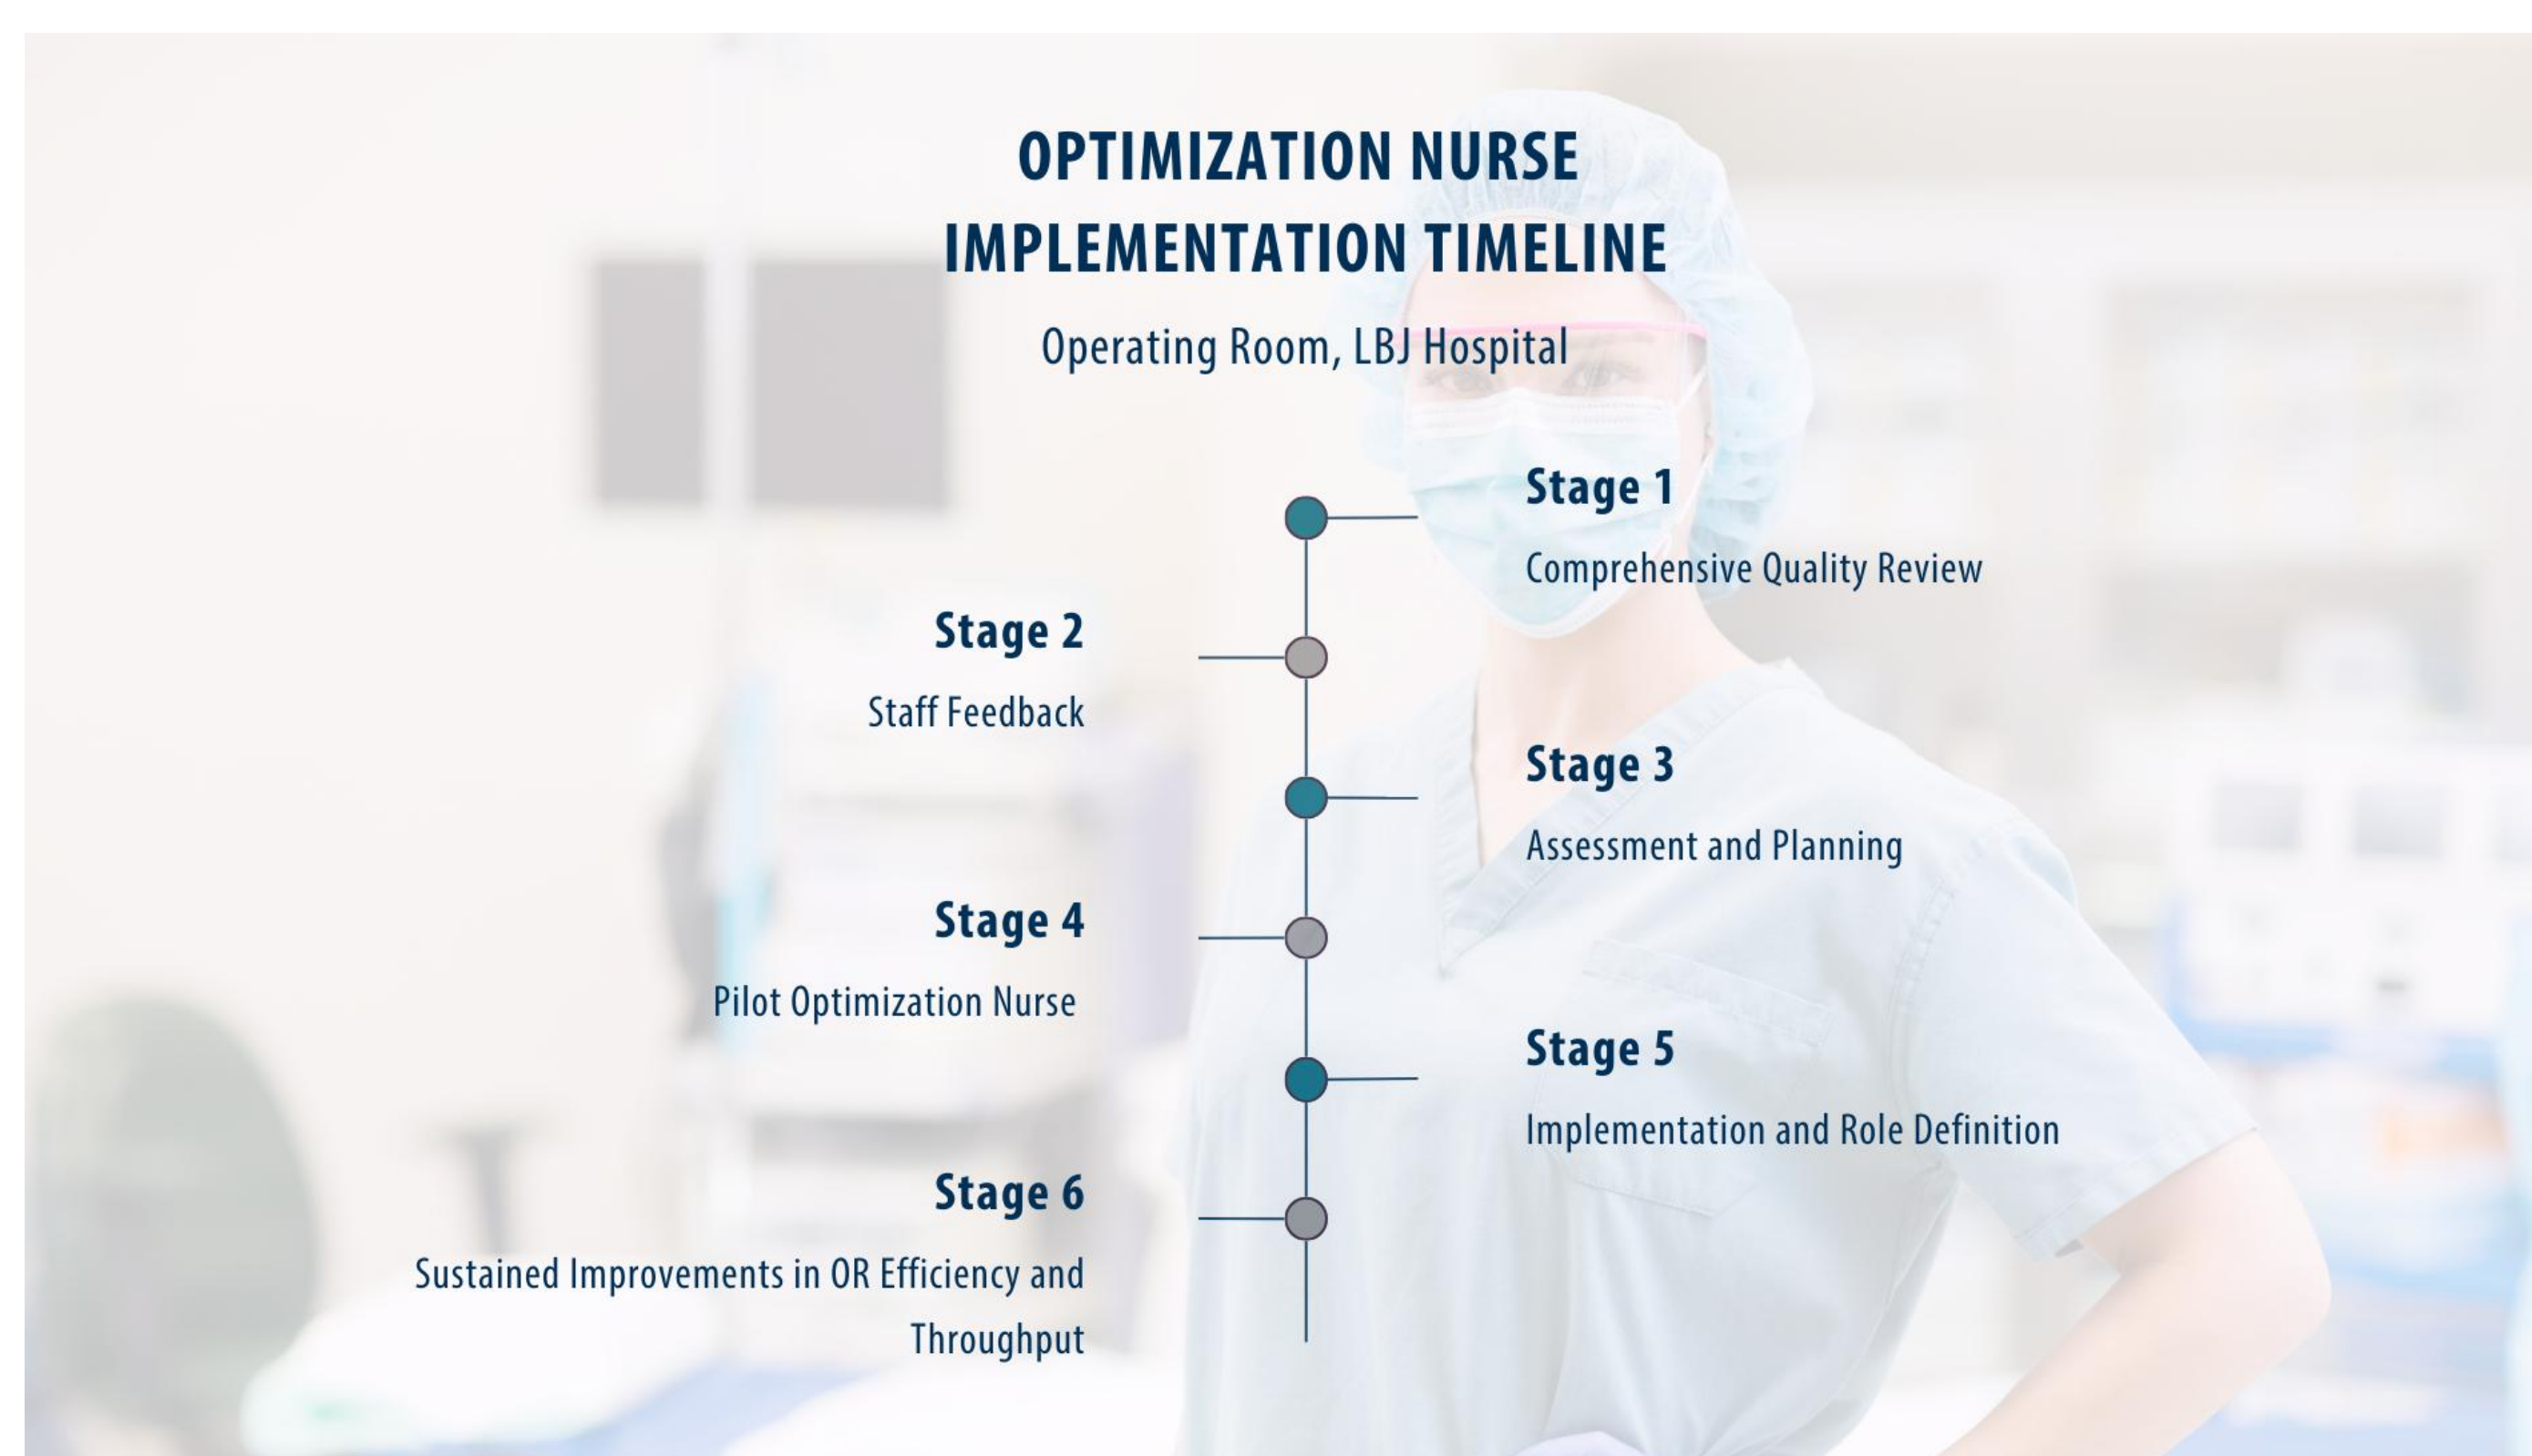 OPTIMIZATION NURSE
IMPLEMENTATION TIMELINE
Operating Room, LBJ Hospital
Stage 1
Comprehensive Quality Review
Stage 2
Staff Feedback
Stage 3
Assessment and Planning
Stage 4
Pilot Optimization Nurse
Stage 5
Implementation and Role Definition
Stage 6
Sustained Improvements in OR Efficiency and
Throughput